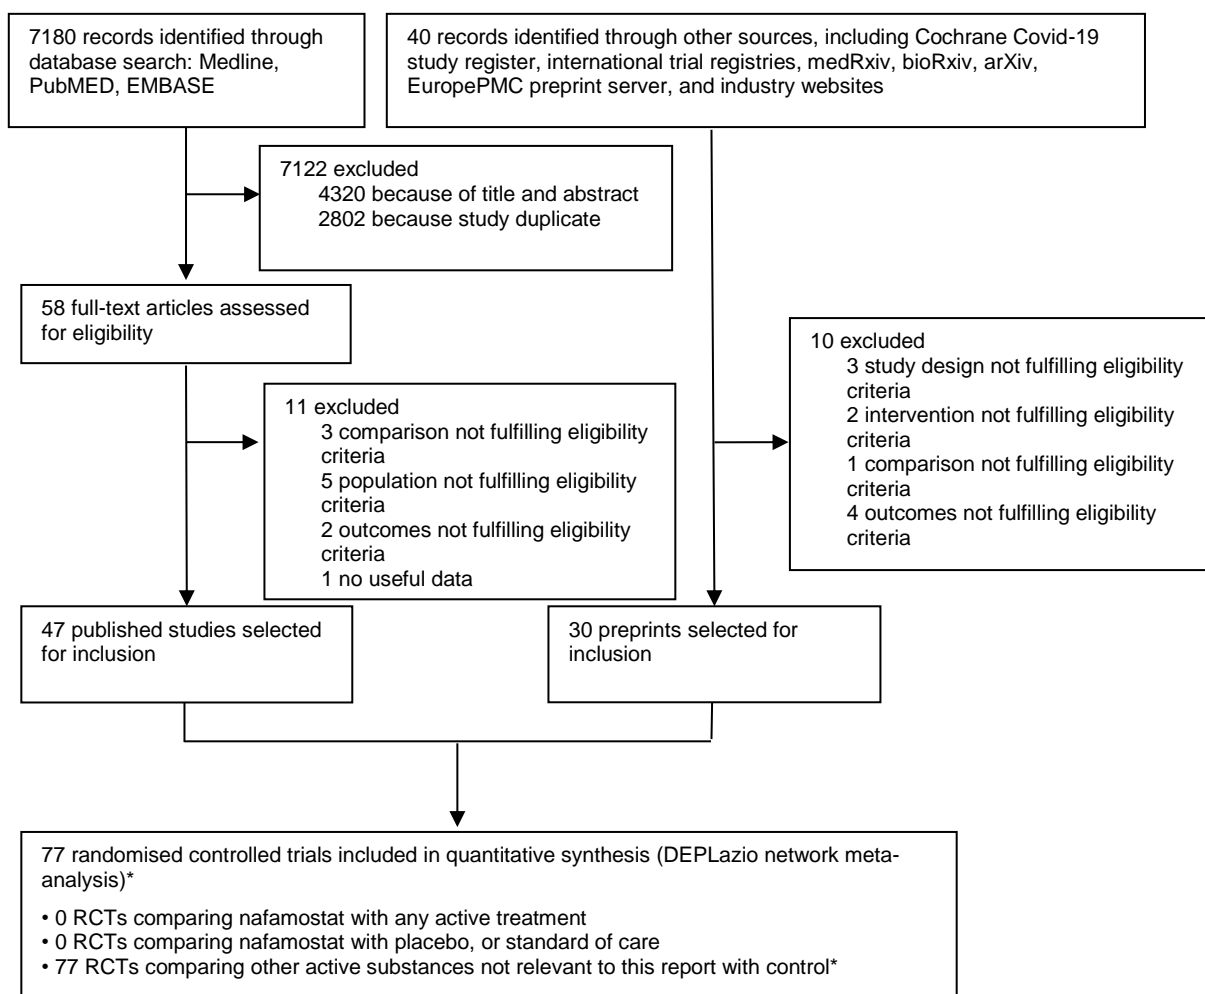 7180 records identified through
database search: Medline,
PubMED, EMBASE
40 records identified through other sources, including Cochrane Covid-19
study register, international trial registries, medRxiv, bioRxiv, arXiv,
EuropePMC preprint server, and industry websites
7122 excluded
4320 because of title and abstract
2802 because study duplicate
58 full-text articles assessed
for eligibility
10 excluded
3 study design not fulfilling eligibility
criteria
2 intervention not fulfilling eligibility
criteria
1 comparison not fulfilling eligibility
criteria
4 outcomes not fulfilling eligibility
criteria
11 excluded
3 comparison not fulfilling eligibility
criteria
5 population not fulfilling eligibility
criteria
2 outcomes not fulfilling eligibility
criteria
1 no useful data
47 published studies selected
for inclusion
30 preprints selected for
inclusion
77 randomised controlled trials included in quantitative synthesis (DEPLazio network meta-
analysis)*
• 0 RCTs comparing nafamostat with any active treatment
• 0 RCTs comparing nafamostat with placebo, or standard of care
• 77 RCTs comparing other active substances not relevant to this report with control*